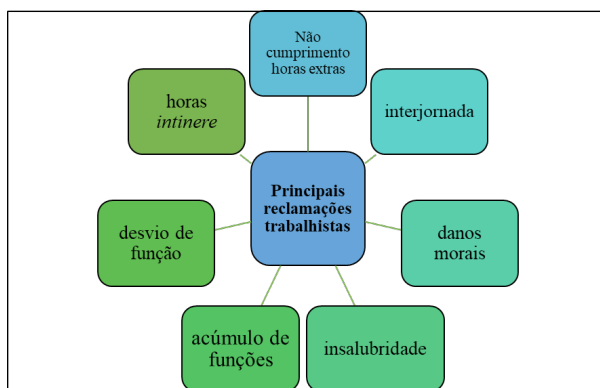 Não
cumprimento
horas extras
interjornada
danos
morais
insalubridade
acúmulo de
funções
desvio de
função
horas
intinere
Principais
reclamações
trabalhistas